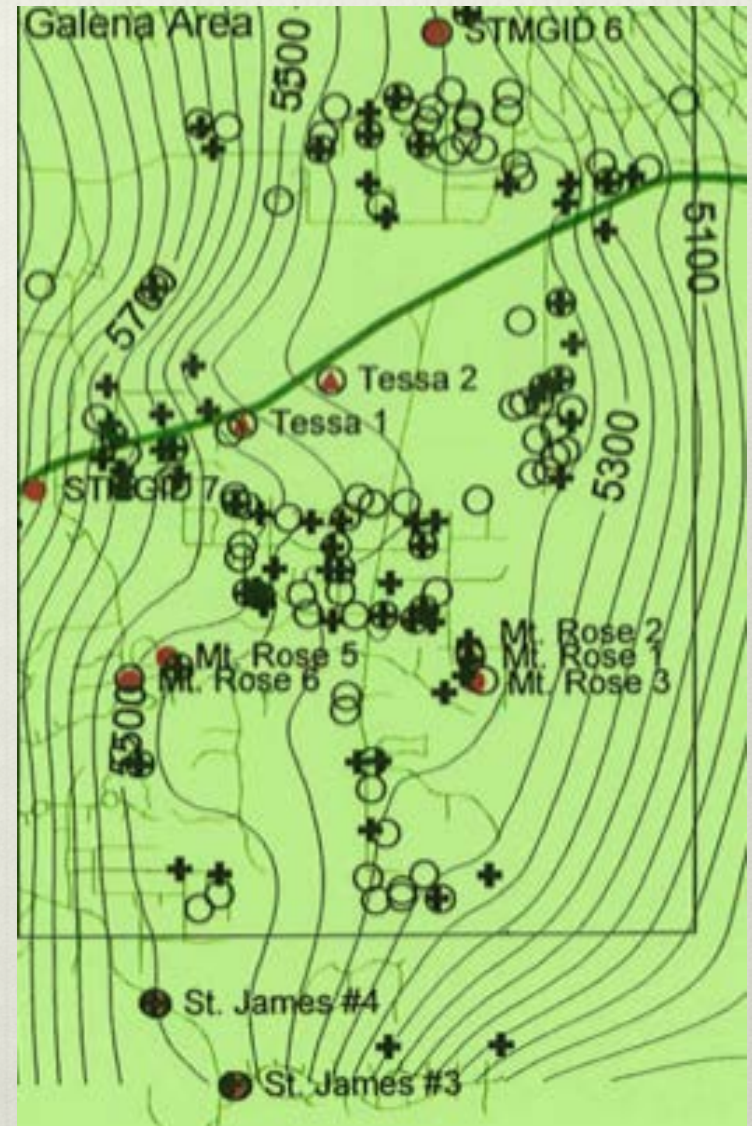 Galena Area
STMGID 6
5500
5100
5700
Tessa 2
Tessa 1
5300
STMGID 7
Mt. Rose 2
Mt. Rose 5
Mt. Rose 1
Mt. Rose 6
Mt. Rose 3
5500
St. James #4
St. James #3